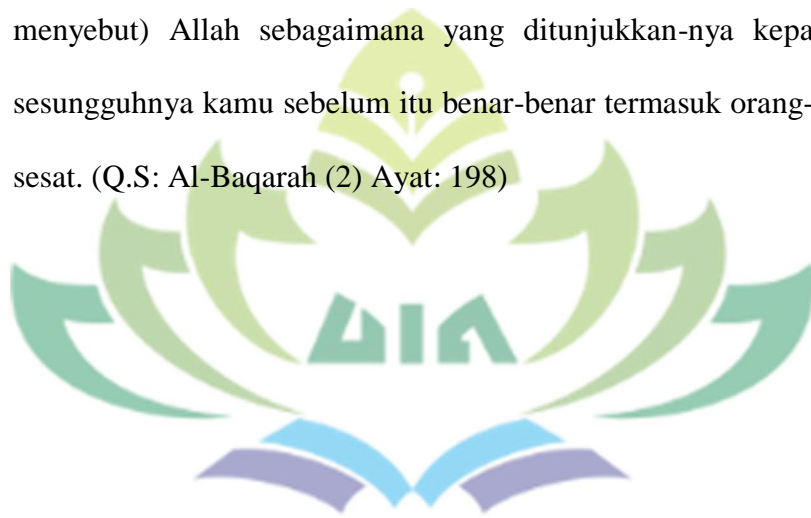 menyebut) Allah sebagaimana yang ditunjukkan-nya kepa
sesungguhnya kamu sebelum itu benar-benar termasuk orang-
sesat. (Q.S: Al-Baqarah (2) Ayat: 198)
UIN